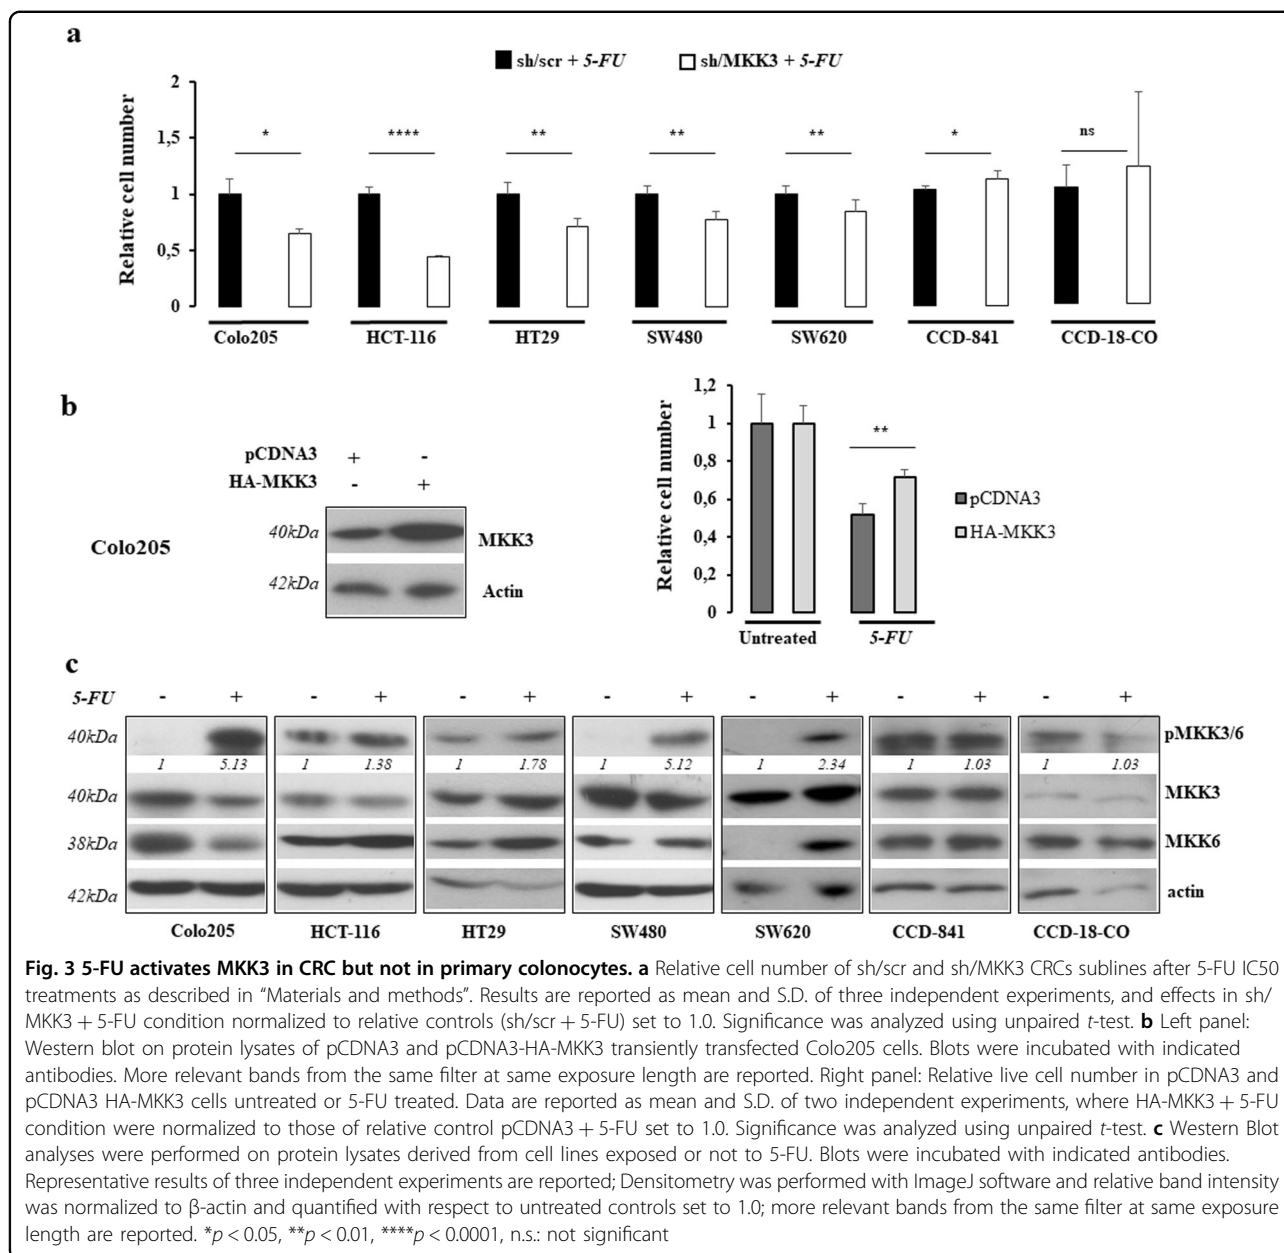 a
sh/scr + 5-FU sh/MKK3 + 5-FU
Relative cell number
2
1,5
1
0,5
0
* **** ** ** ** * ns
Colo205 HCT-116 HT29 SW480 SW620 CCD-841 CCD-18-CO
b
pCDNA3 + -
HA-MKK3 - +
Colo205
40kDa MKK3
42kDa Actin
Relative cell number
1,2
1
0,8
0,6
0,4
0,2
0
**
pCDNA3
HA-MKK3
Untreated 5-FU
c
5-FU - + - + - + - + - + - + - +
40kDa pMKK3/6
1 5.13 1 1.38 1 1.78 1 5.12 1 2.34 1 1.03 1 1.03
40kDa MKK3
38kDa MKK6
42kDa actin
Colo205 HCT-116 HT29 SW480 SW620 CCD-841 CCD-18-CO
Fig. 3 5-FU activates MKK3 in CRC but not in primary colonocytes. a Relative cell number of sh/scr and sh/MKK3 CRCs sublines after 5-FU IC50
treatments as described in “Materials and methods”. Results are reported as mean and S.D. of three independent experiments, and effects in sh/
MKK3 + 5-FU condition normalized to relative controls (sh/scr + 5-FU) set to 1.0. Significance was analyzed using unpaired t-test. b Left panel:
Western blot on protein lysates of pCDNA3 and pCDNA3-HA-MKK3 transiently transfected Colo205 cells. Blots were incubated with indicated
antibodies. More relevant bands from the same filter at same exposure length are reported. Right panel: Relative live cell number in pCDNA3 and
pCDNA3 HA-MKK3 cells untreated or 5-FU treated. Data are reported as mean and S.D. of two independent experiments, where HA-MKK3 + 5-FU
condition were normalized to those of relative control pCDNA3 + 5-FU set to 1.0. Significance was analyzed using unpaired t-test. c Western Blot
analyses were performed on protein lysates derived from cell lines exposed or not to 5-FU. Blots were incubated with indicated antibodies.
Representative results of three independent experiments are reported; Densitometry was performed with ImageJ software and relative band intensity
was normalized to β-actin and quantified with respect to untreated controls set to 1.0; more relevant bands from the same filter at same exposure
length are reported. *p < 0.05, **p < 0.01, ****p < 0.0001, n.s.: not significant